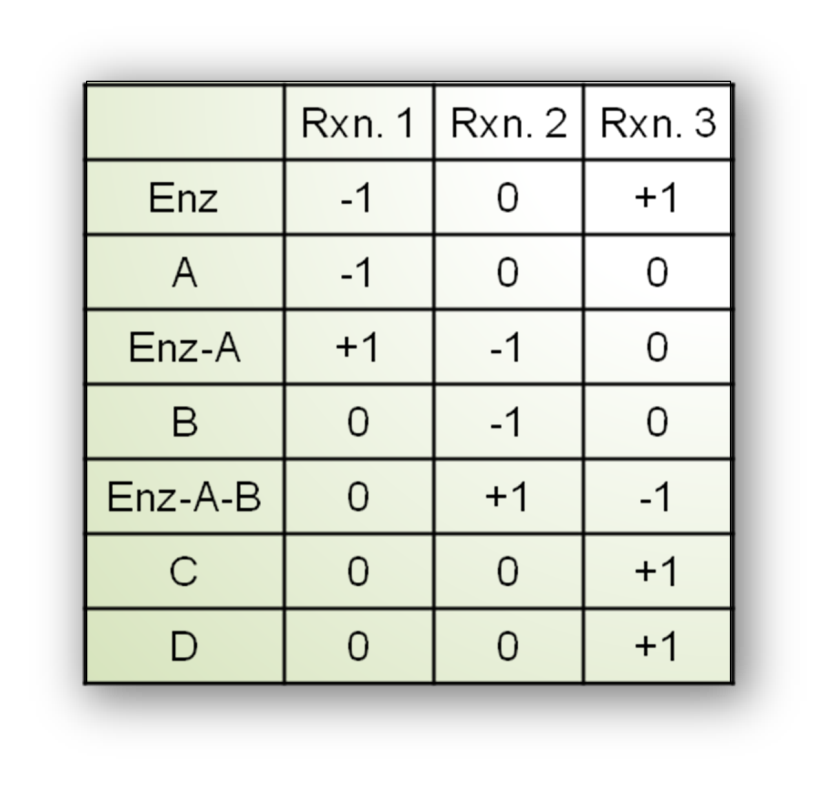 Rxn. 1 Rxn. 2 Rxn. 3
Enz -1 0 +1
A -1 0 0
Enz-A +1 -1 0
B 0 -1 0
Enz-A-B 0 +1 -1
C 0 0 +1
D 0 0 +1